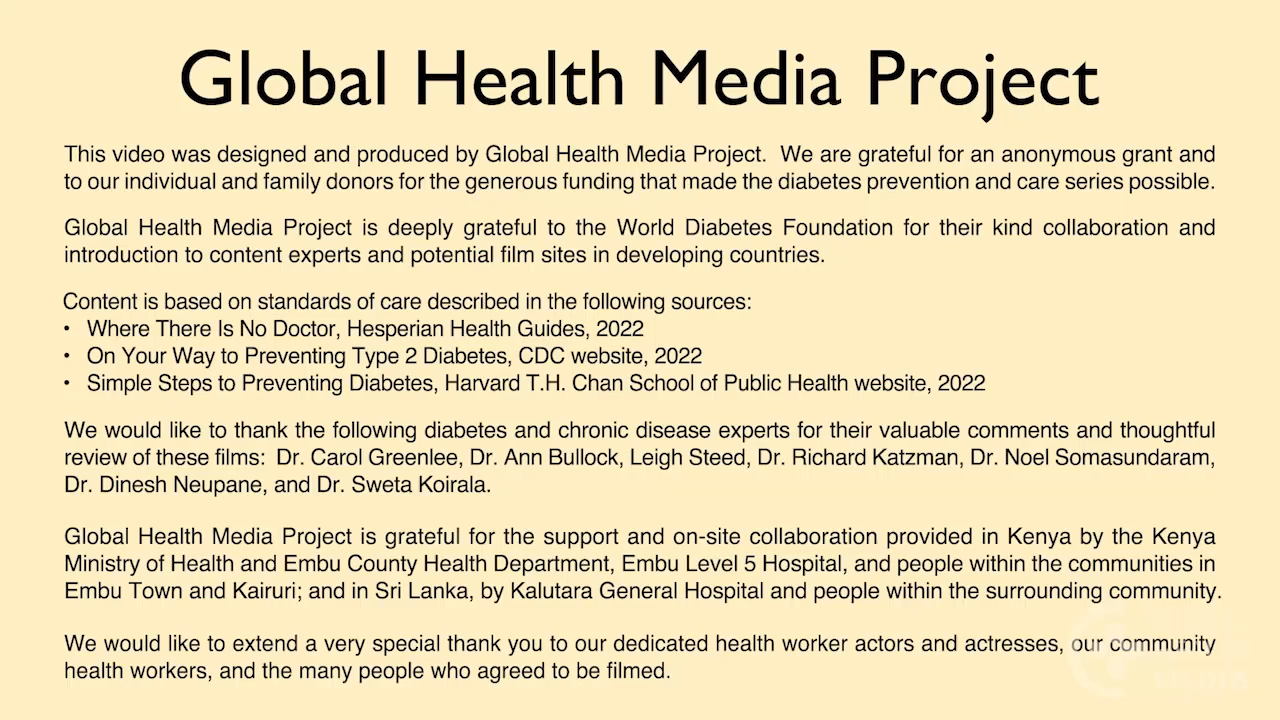 Global Health Media Project
This video was designed and produced by Global Health Media Project.  We are grateful for an anonymous grant and
to our individual and family donors for the generous funding that made the diabetes prevention and care series possible.
Global Health Media Project is deeply grateful to the World Diabetes Foundation for their kind collaboration and
introduction to content experts and potential film sites in developing countries.
Content is based on standards of care described in the following sources:
• Where There Is No Doctor, Hesperian Health Guides, 2022
• On Your Way to Preventing Type 2 Diabetes, CDC website, 2022
• Simple Steps to Preventing Diabetes, Harvard T.H. Chan School of Public Health website, 2022
We would like to thank the following diabetes and chronic disease experts for their valuable comments and thoughtful
review of these films:  Dr. Carol Greenlee, Dr. Ann Bullock, Leigh Steed, Dr. Richard Katzman, Dr. Noel Somasundaram,
Dr. Dinesh Neupane, and Dr. Sweta Koirala.
Global Health Media Project is grateful for the support and on-site collaboration provided in Kenya by the Kenya
Ministry of Health and Embu County Health Department, Embu Level 5 Hospital, and people within the communities in
Embu Town and Kairuri; and in Sri Lanka, by Kalutara General Hospital and people within the surrounding community.
We would like to extend a very special thank you to our dedicated health worker actors and actresses, our community
health workers, and the many people who agreed to be filmed.